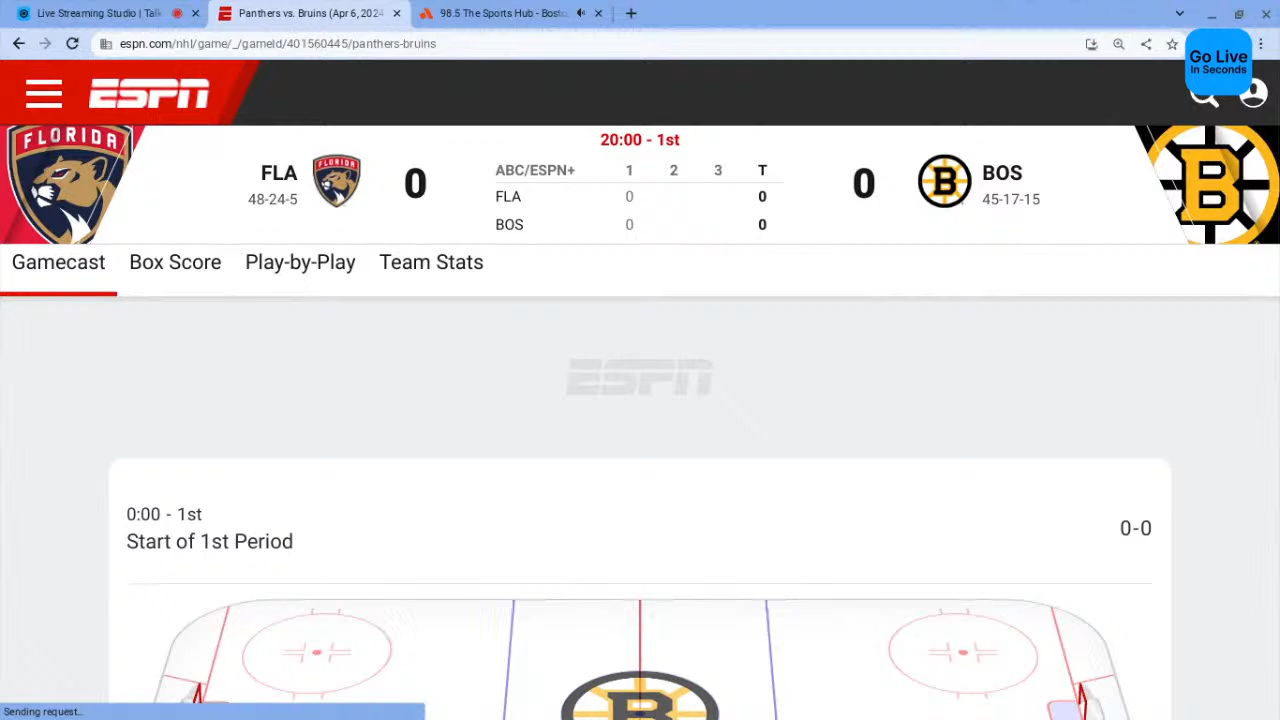 Live Streaming Studio | Talk
Panthers vs. Bruins (Apr 6, 2024
98.5 The Sports Hub - Bosto
espn.com/nhl/game/_/gameId/401560445/panthers-bruins
Go Live
In Seconds
ESPN
FLORIDA
20:00 - 1st
FLA
48-24-5
FLORIDA
0
ABC/ESPN+ 1 2 3 T
FLA 0 0
BOS 0 0
0
B
BOS
45-17-15
B
Gamecast Box Score Play-by-Play Team Stats
ESPN
0:00 - 1st
Start of 1st Period
0-0
B
Sending request...